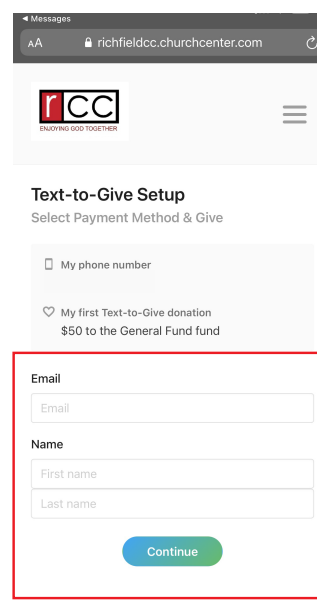 Messages
AA richfieldcc.churchcenter.com
rcc
ENJOYING GOD TOGETHER
Text-to-Give Setup
Select Payment Method & Give
My phone number
My first Text-to-Give donation
$50 to the General Fund fund
Email
Email
Name
First name
Last name
Continue